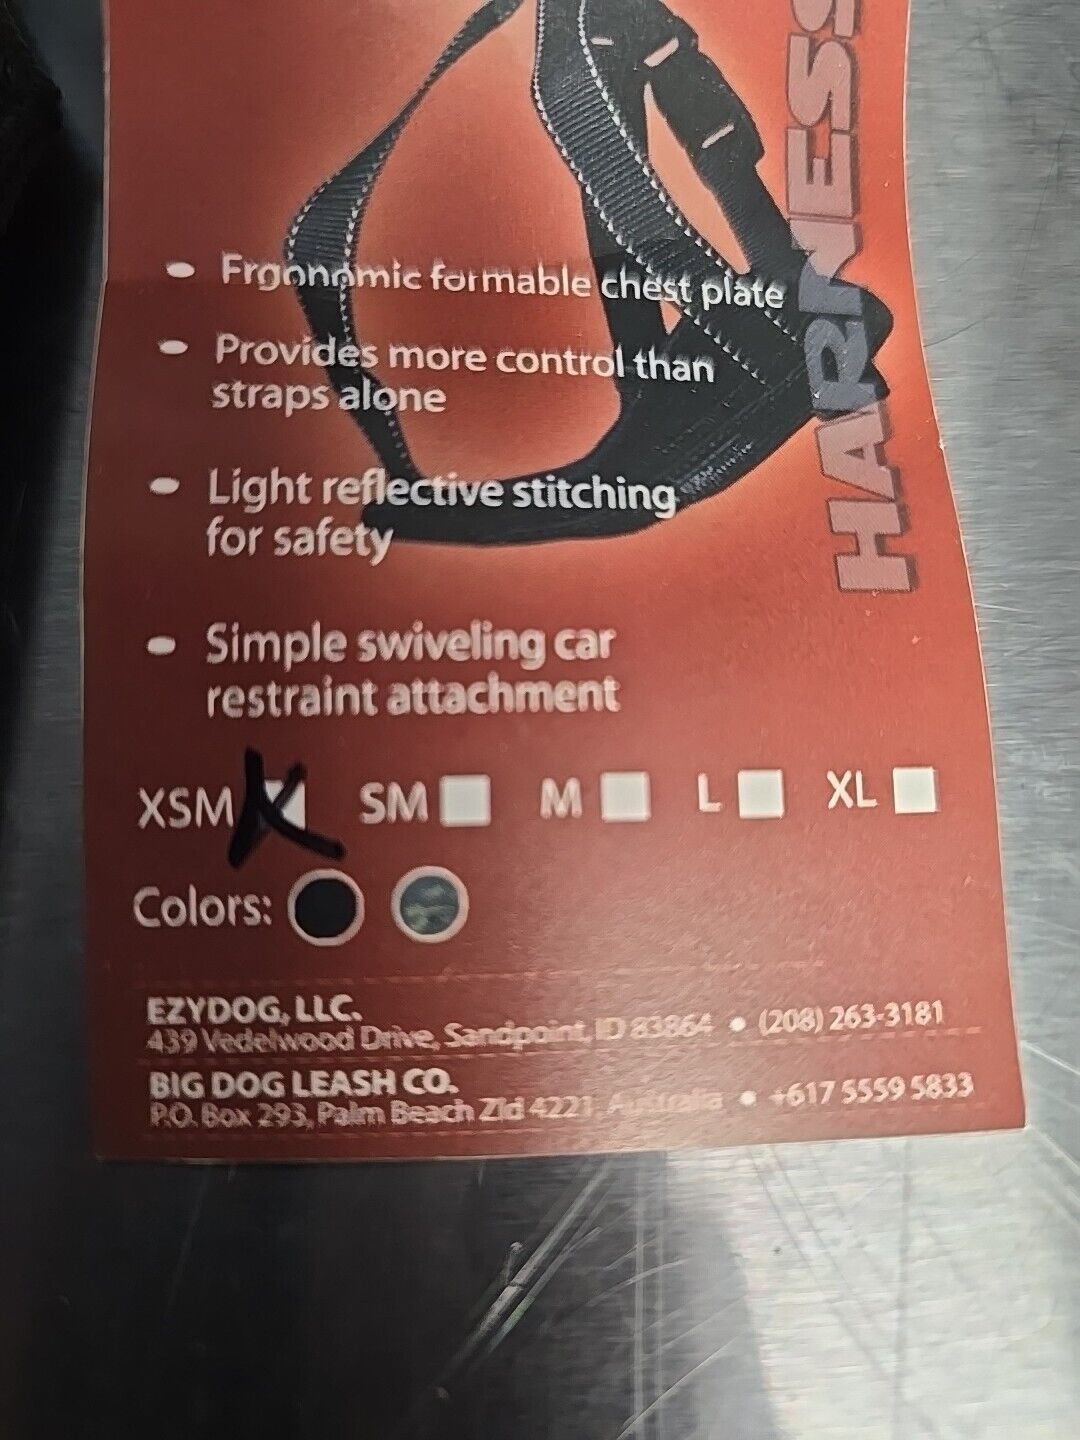 HARNESS
• Ergonomic formable chest plate
• Provides more control than
straps alone
• Light reflective stitching
for safety
• Simple swiveling car
restraint attachment
XSM SM M L XL
Colors:
EZYDOG, LLC.
439 Vedelwood Drive, Sandpoint, ID 83864 • (208) 263-3181
BIG DOG LEASH CO.
P.O. Box 293, Palm Beach Zld 4221, Australia • +617 5559 5833